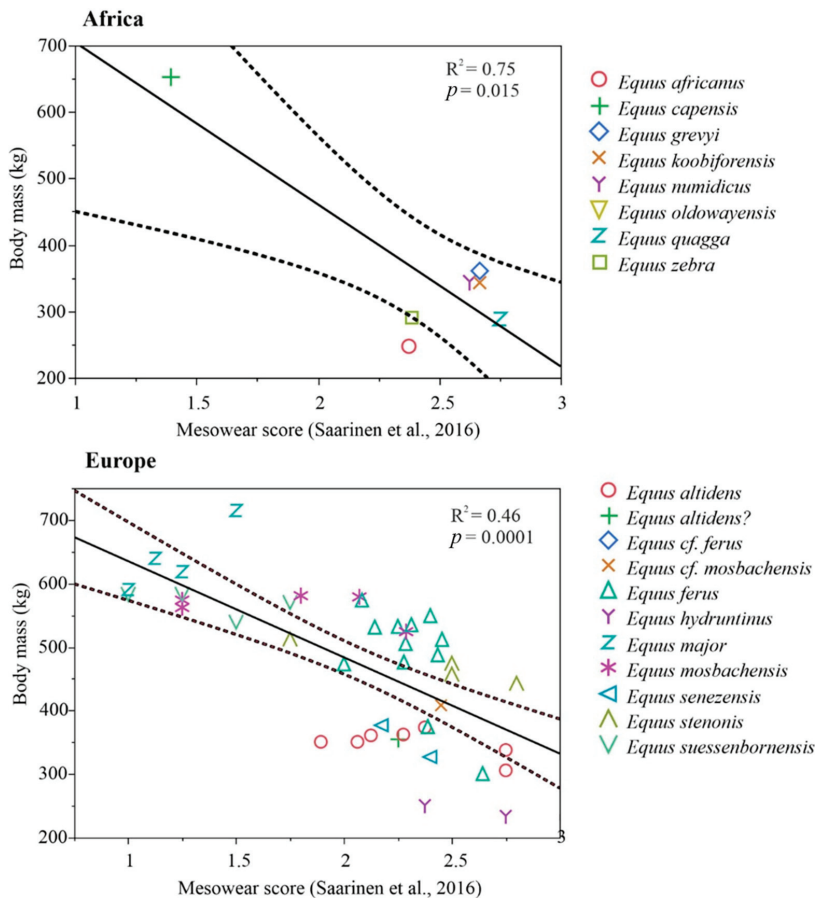 Africa
700
600
500
400
300
200
1
1.5
2
2.5
3
Body mass (kg)
Mesowear score (Saarinen et al., 2016)
R² = 0.75
p = 0.015
Equus africanus
Equus capensis
Equus grevyi
Equus koobiforensis
Equus numidicus
Equus oldowayensis
Equus quagga
Equus zebra
Europe
700
600
500
400
300
200
1
1.5
2
2.5
3
Body mass (kg)
Mesowear score (Saarinen et al., 2016)
R² = 0.46
p = 0.0001
Equus altidens
Equus altidens?
Equus cf. ferus
Equus cf. mosbachensis
Equus ferus
Equus hydruntinus
Equus major
Equus mosbachensis
Equus senezensis
Equus stenonis
Equus suessenbornensis